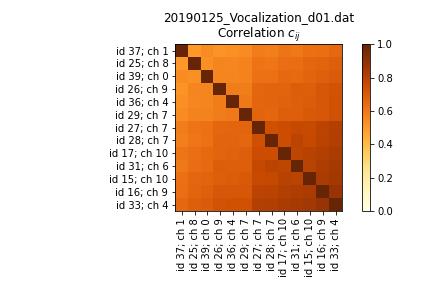 20190125_Vocalization_d01.dat
Correlation c_ij
id 37; ch 1
id 25; ch 8
id 39; ch 0
id 26; ch 9
id 36; ch 4
id 29; ch 7
id 27; ch 7
id 28; ch 7
id 17; ch 10
id 31; ch 6
id 15; ch 10
id 16; ch 9
id 33; ch 4
1.0
0.8
0.6
0.4
0.2
0.0
id 37; ch 1
id 25; ch 8
id 39; ch 0
id 26; ch 9
id 36; ch 4
id 29; ch 7
id 27; ch 7
id 28; ch 7
id 17; ch 10
id 31; ch 6
id 15; ch 10
id 16; ch 9
id 33; ch 4